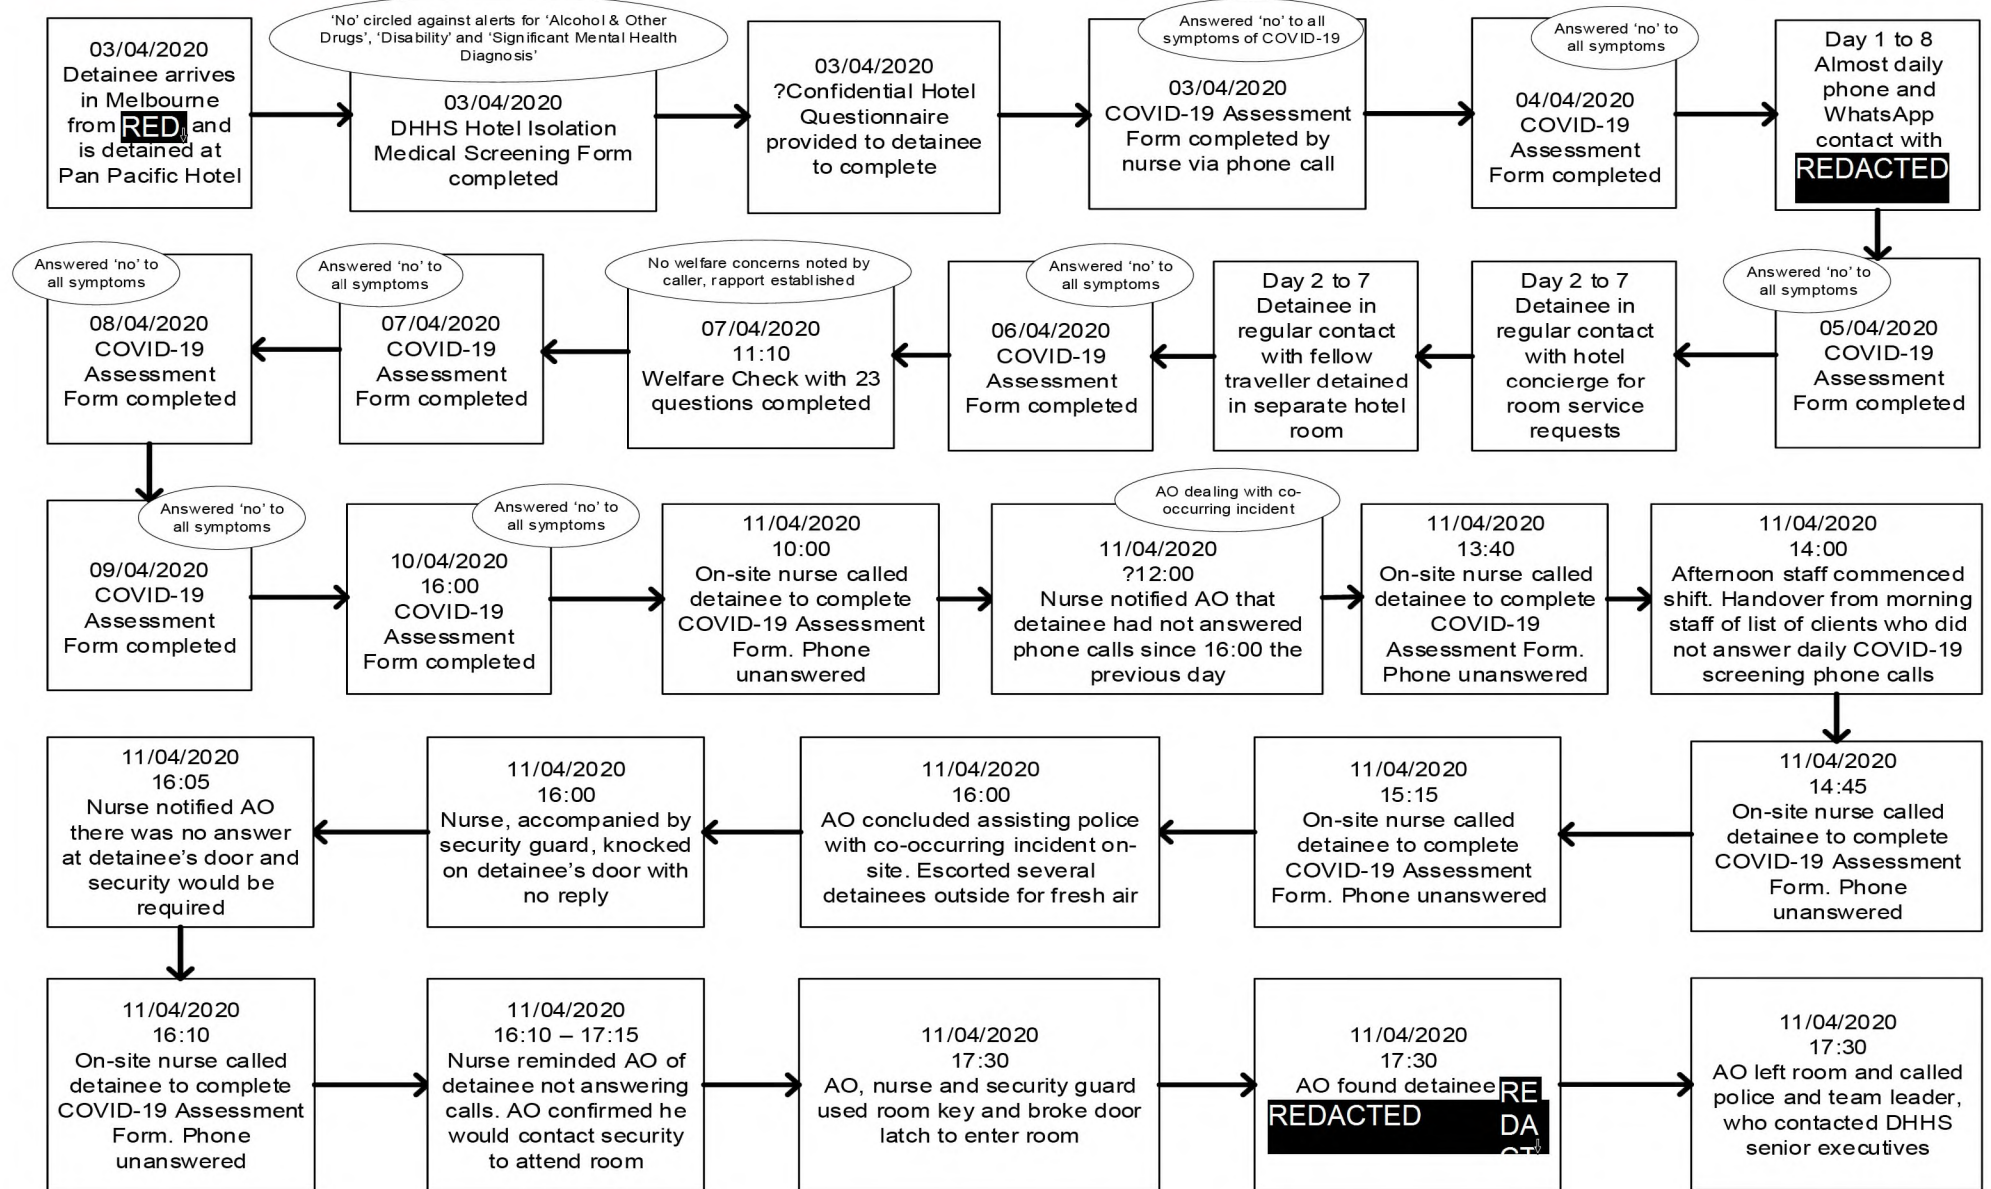 03/04/2020
Detainee arrives
in Melbourne
from RED and
is detained at
Pan Pacific Hotel
‘No’ circled against alerts for ‘Alcohol & Other
Drugs’, ‘Disability’ and ‘Significant Mental Health
Diagnosis’
03/04/2020
DHHS Hotel Isolation
Medical Screening Form
completed
03/04/2020
?Confidential Hotel
Questionnaire
provided to detainee
to complete
Answered ‘no’ to all
symptoms of COVID-19
03/04/2020
COVID-19 Assessment
Form completed by
nurse via phone call
Answered ‘no’ to
all symptoms
04/04/2020
COVID-19
Assessment
Form completed
Day 1 to 8
Almost daily
phone and
WhatsApp
contact with
REDACTED
Answered ‘no’ to
all symptoms
05/04/2020
COVID-19
Assessment
Form completed
Day 2 to 7
Detainee in
regular contact
with hotel
concierge for
room service
requests
Day 2 to 7
Detainee in
regular contact
with fellow
traveller detained
in separate hotel
room
Answered ‘no’ to
all symptoms
06/04/2020
COVID-19
Assessment
Form completed
No welfare concerns noted by
caller, rapport established
07/04/2020
11:10
Welfare Check with 23
questions completed
Answered ‘no’ to
all symptoms
07/04/2020
COVID-19
Assessment
Form completed
Answered ‘no’ to
all symptoms
08/04/2020
COVID-19
Assessment
Form completed
Answered ‘no’ to
all symptoms
09/04/2020
COVID-19
Assessment
Form completed
Answered ‘no’ to
all symptoms
10/04/2020
16:00
COVID-19
Assessment
Form completed
11/04/2020
10:00
On-site nurse called
detainee to complete
COVID-19 Assessment
Form. Phone
unanswered
AO dealing with co-
occurring incident
11/04/2020
?12:00
Nurse notified AO that
detainee had not answered
phone calls since 16:00 the
previous day
11/04/2020
13:40
On-site nurse called
detainee to complete
COVID-19
Assessment Form.
Phone unanswered
11/04/2020
14:00
Afternoon staff commenced
shift. Handover from morning
staff of list of clients who did
not answer daily COVID-19
screening phone calls
11/04/2020
14:45
On-site nurse called
detainee to complete
COVID-19 Assessment
Form. Phone
unanswered
11/04/2020
15:15
On-site nurse called
detainee to complete
COVID-19 Assessment
Form. Phone unanswered
11/04/2020
16:00
AO concluded assisting police
with co-occurring incident on-
site. Escorted several
detainees outside for fresh air
11/04/2020
16:00
Nurse, accompanied by
security guard, knocked
on detainee’s door with
no reply
11/04/2020
16:05
Nurse notified AO
there was no answer
at detainee’s door and
security would be
required
11/04/2020
16:10
On-site nurse called
detainee to complete
COVID-19 Assessment
Form. Phone
unanswered
11/04/2020
16:10 – 17:15
Nurse reminded AO of
detainee not answering
calls. AO confirmed he
would contact security
to attend room
11/04/2020
17:30
AO, nurse and security guard
used room key and broke door
latch to enter room
11/04/2020
17:30
AO found detainee RE
REDACTED
DA
CT
11/04/2020
17:30
AO left room and called
police and team leader,
who contacted DHHS
senior executives